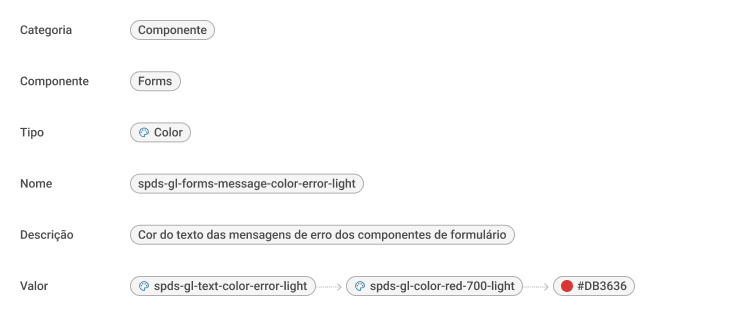 Categoria Componente
Componente Forms
Tipo Color
Nome spds-gl-forms-message-color-error-light
Descrição Cor do texto das mensagens de erro dos componentes de formulário
Valor spds-gl-text-color-error-light spds-gl-color-red-700-light #DB3636